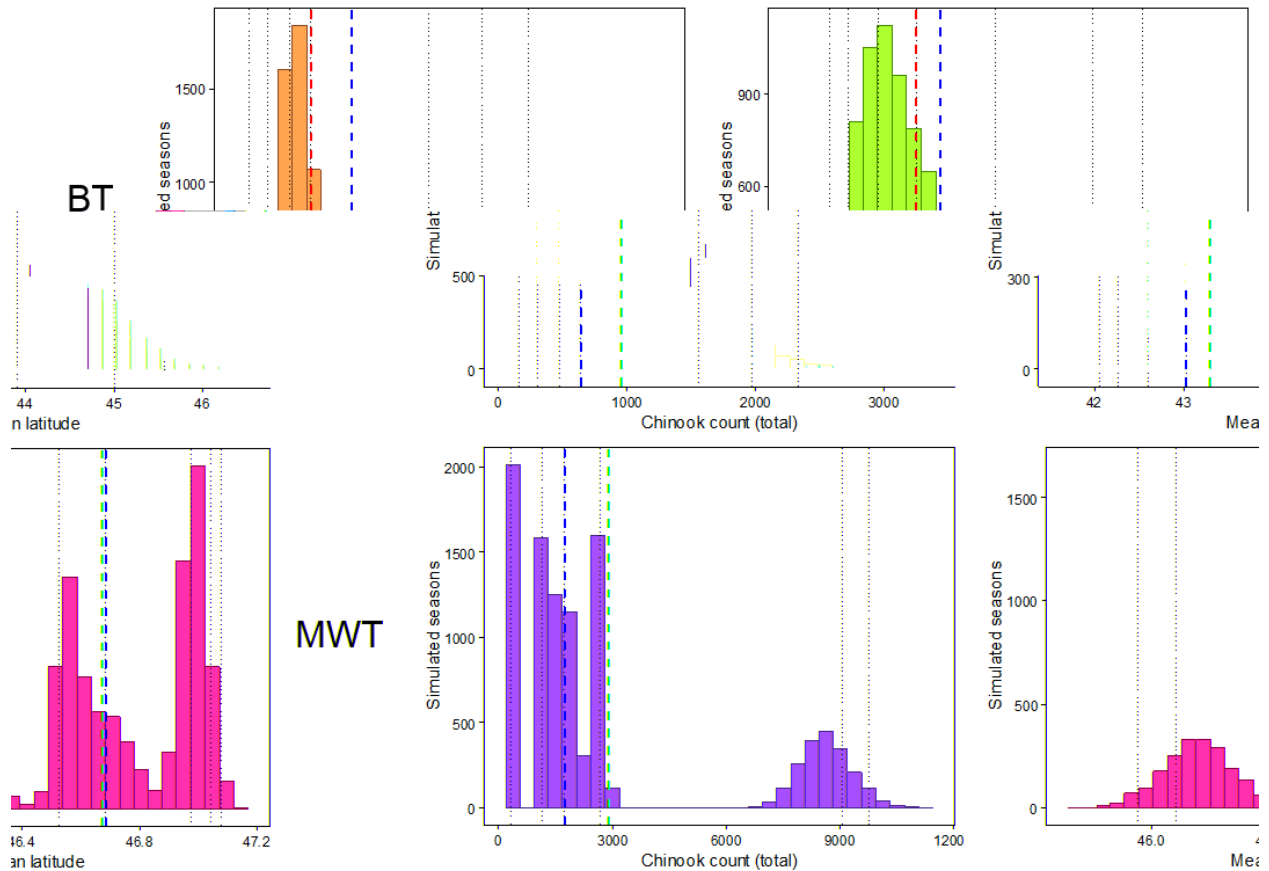 1500
1000
ed seasons
900
600
ed seasons
BT
Simulat
500
0
Simulat
300
0
44 45 46
n latitude
0 1000 2000 3000
Chinook count (total)
42 43
Mea
MWT
2000
1500
1000
500
0
Simulated seasons
1500
1000
500
0
Simulated seasons
46.4 46.8 47.2
an latitude
0 3000 6000 9000 1200
Chinook count (total)
46.0
Mea